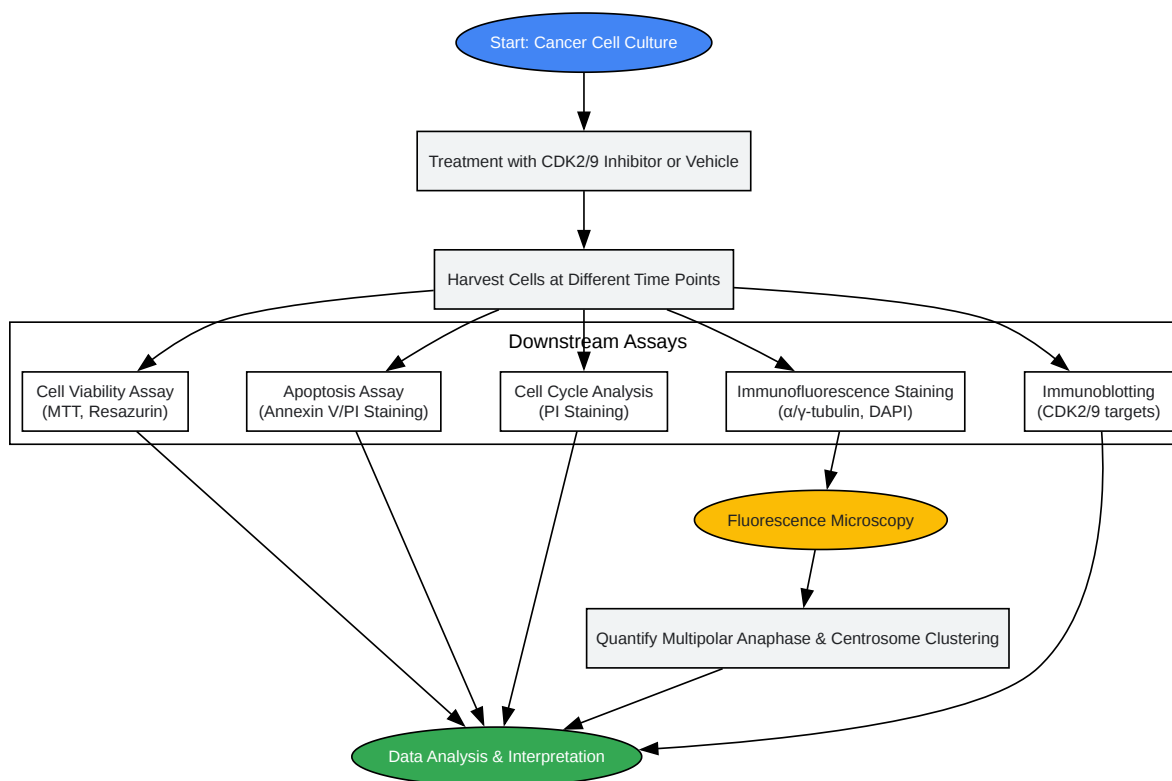 Start: Cancer Cell Culture
Treatment with CDK2/9 Inhibitor or Vehicle
Harvest Cells at Different Time Points
Downstream Assays
Cell Viability Assay
(MTT, Resazurin)
Apoptosis Assay
(Annexin V/PI Staining)
Cell Cycle Analysis
(PI Staining)
Immunofluorescence Staining
(α/γ-tubulin, DAPI)
Immunoblotting
(CDK2/9 targets)
Fluorescence Microscopy
Quantify Multipolar Anaphase & Centrosome Clustering
Data Analysis & Interpretation